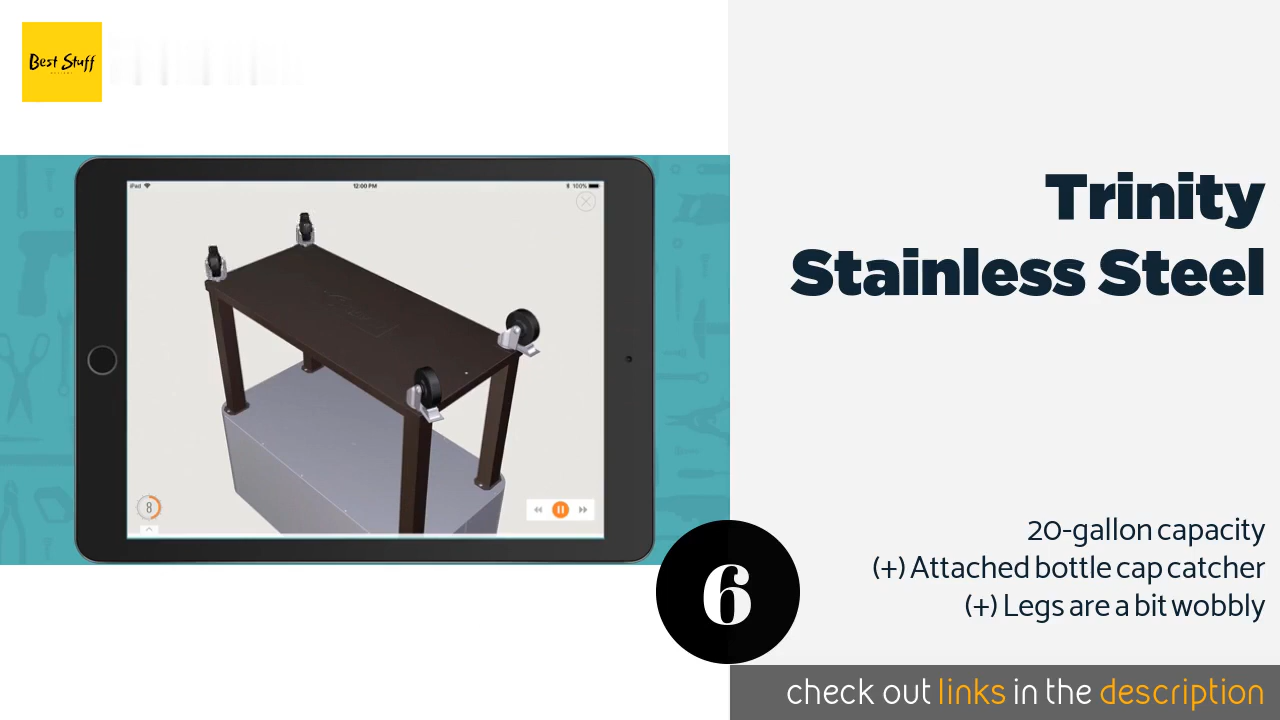 Best Stuff
Trinity
Stainless Steel
iPad
12:00 PM
100%
8
6
20-gallon capacity
(+) Attached bottle cap catcher
(+) Legs are a bit wobbly
check out links in the description